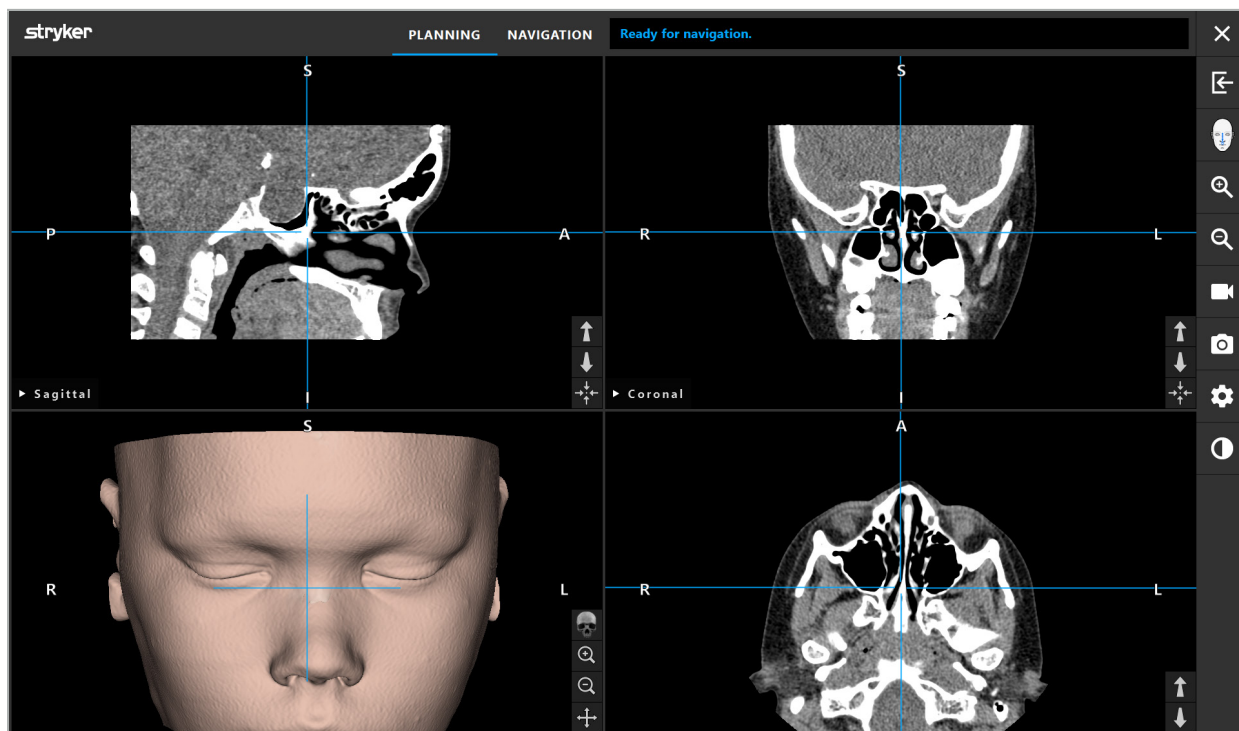 stryker
PLANNING NAVIGATION Ready for navigation.
S S
P A R L
I I
Sagittal Coronal
S A
R L R L